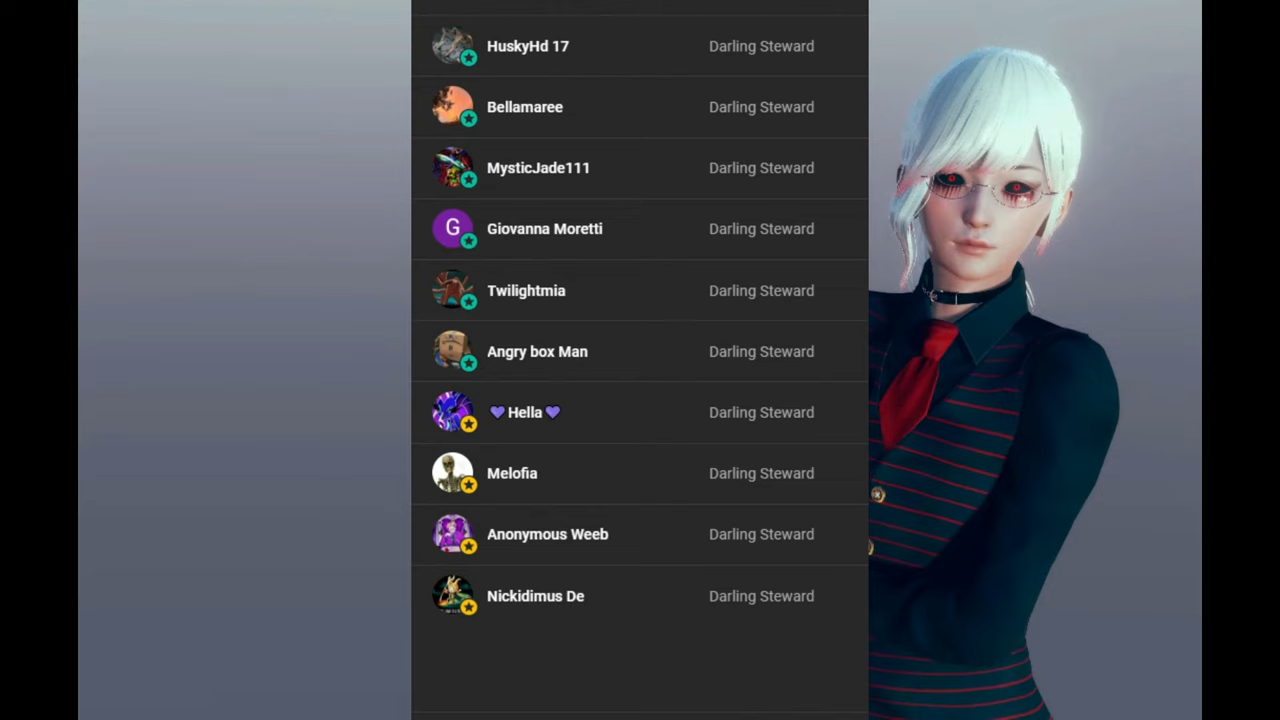 HuskyHd 17 Darling Steward
Bellamaree Darling Steward
MysticJade111 Darling Steward
G Giovanna Moretti Darling Steward
Twilightmia Darling Steward
Angry box Man Darling Steward
💜Hella💜 Darling Steward
Melofia Darling Steward
Anonymous Weeb Darling Steward
Nickidimus De Darling Steward